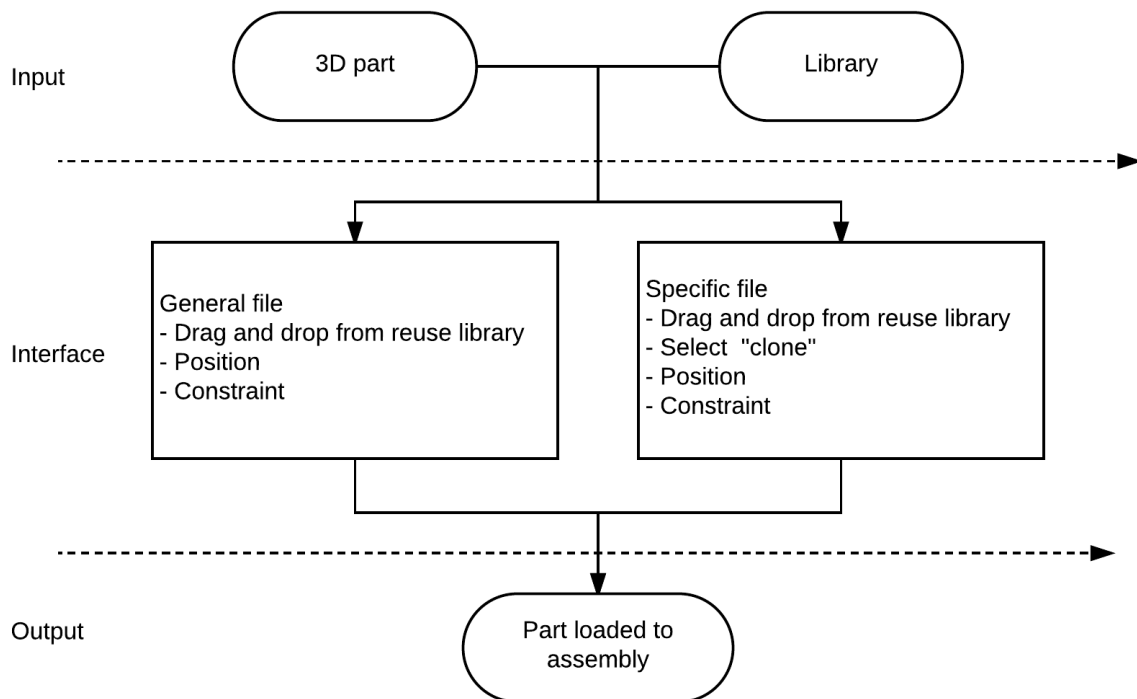 3D part
Library
Input
General file
- Drag and drop from reuse library
- Position
- Constraint
Specific file
- Drag and drop from reuse library
- Select  "clone"
- Position
- Constraint
Interface
Output
Part loaded to
assembly